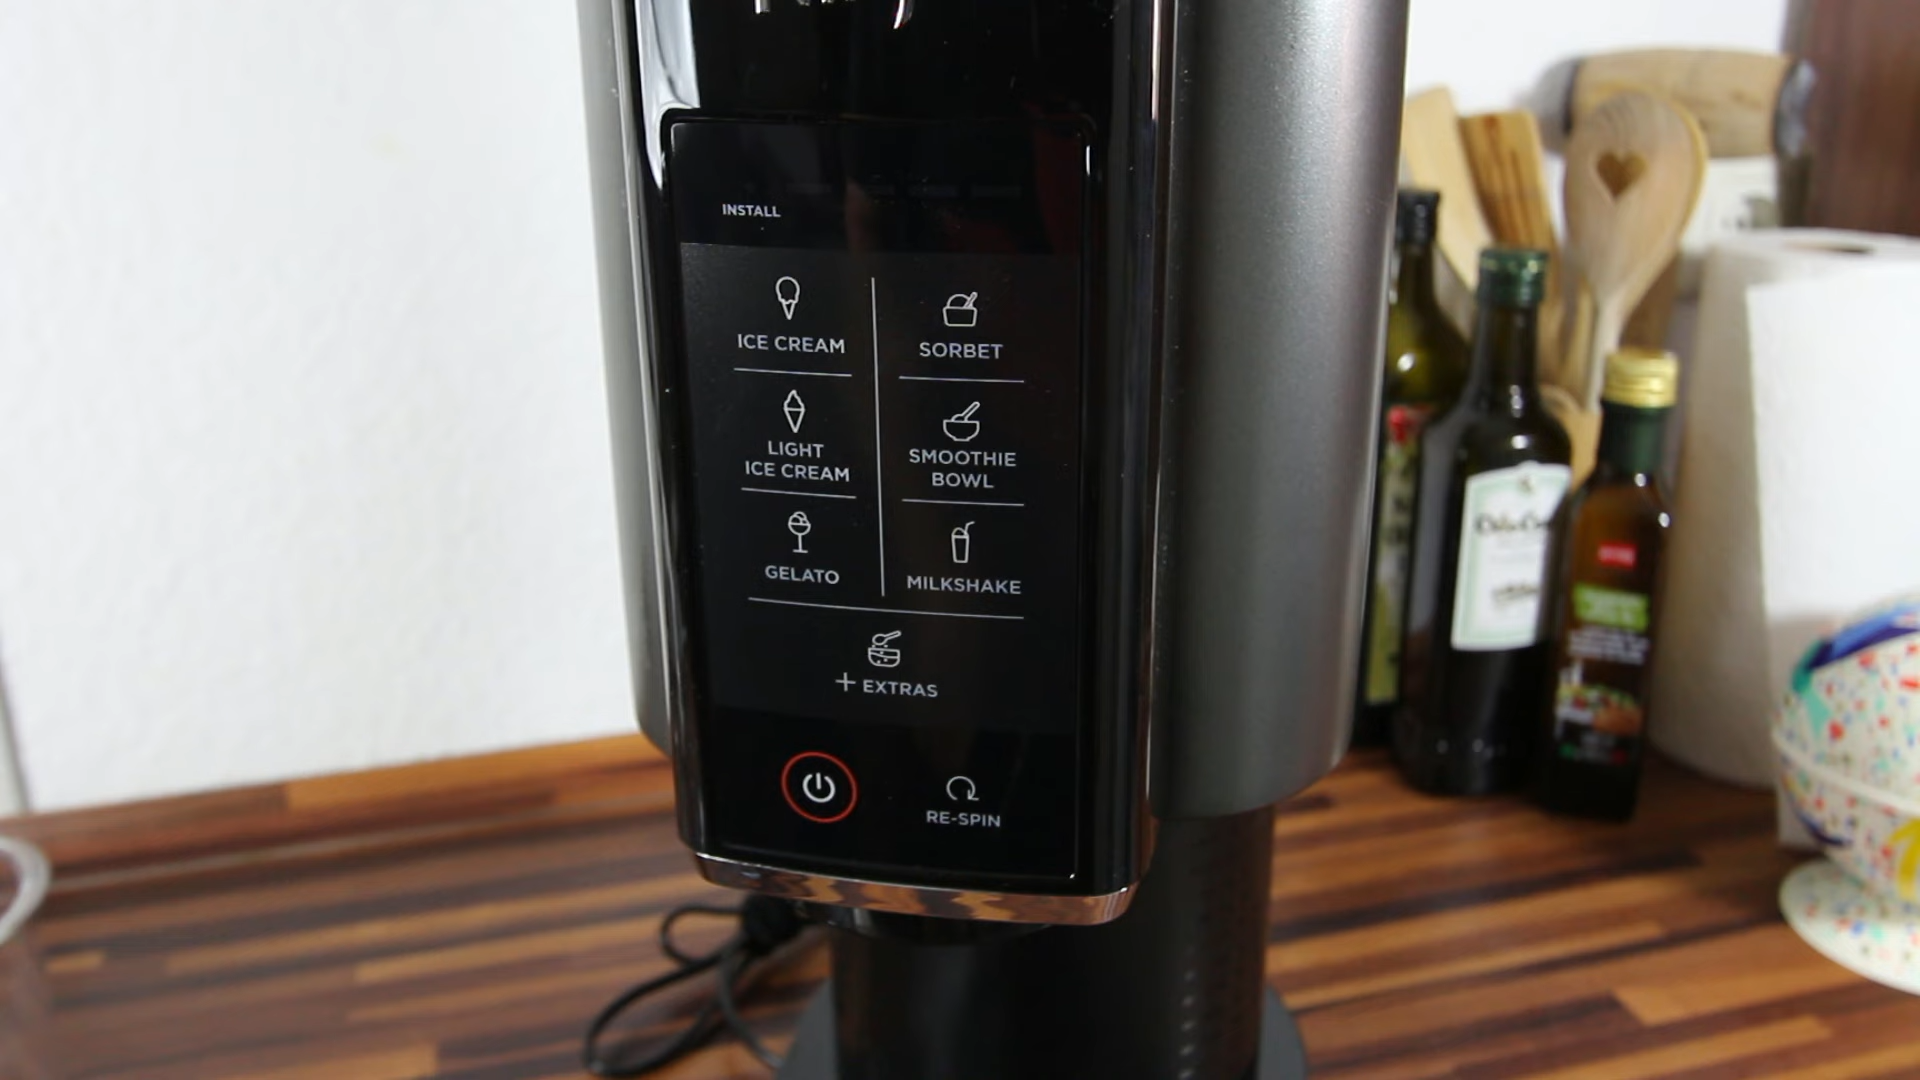 INSTALL
ICE CREAM
SORBET
LIGHT
ICE CREAM
SMOOTHIE
BOWL
GELATO
MILKSHAKE
+ EXTRAS
RE-SPIN